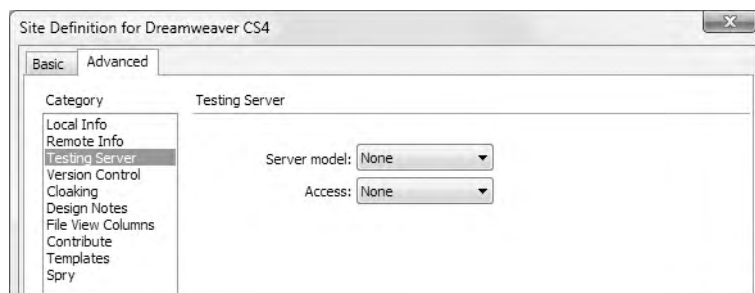 Site Definition for Dreamweaver CS4
X
Basic Advanced
Category
Local Info
Remote Info
Testing Server
Version Control
Cloaking
Design Notes
File View Columns
Contribute
Templates
Spry
Testing Server
Server model: None
Access: None